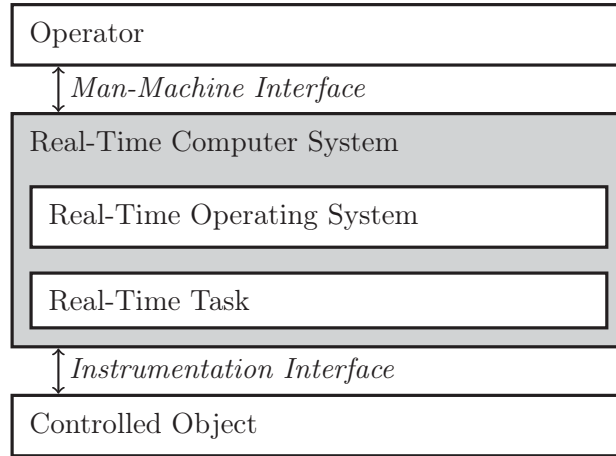 Operator
Man-Machine Interface
Real-Time Computer System
Real-Time Operating System
Real-Time Task
Instrumentation Interface
Controlled Object